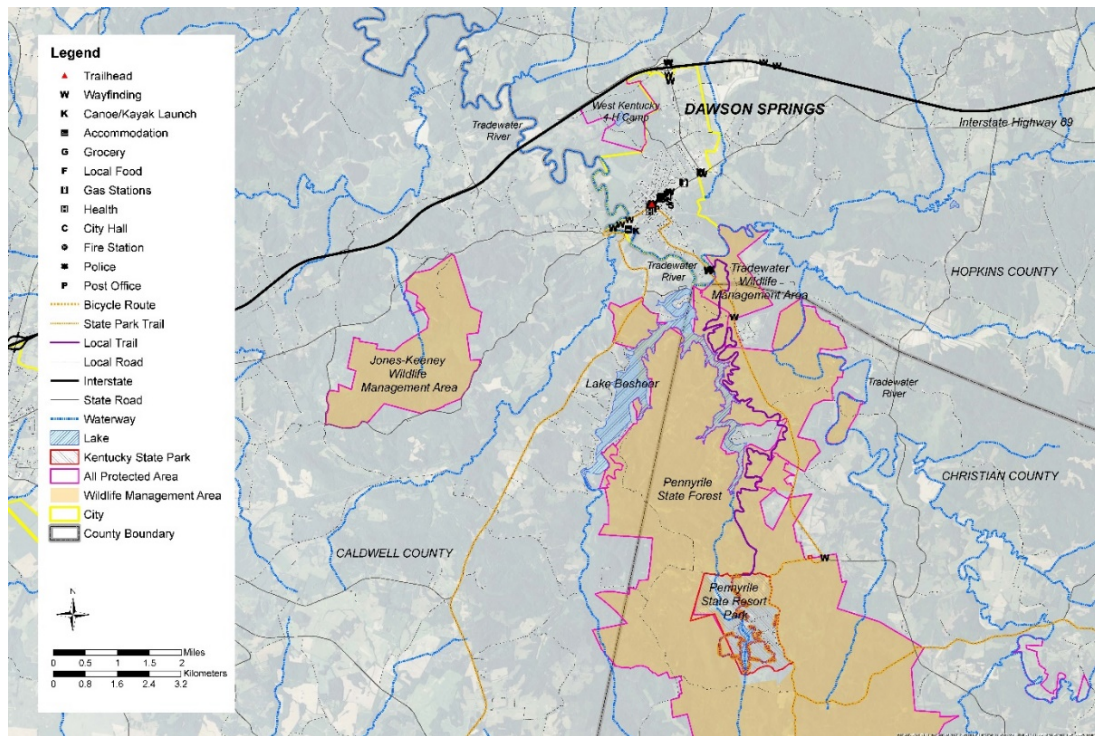 Legend
Trailhead
W Wayfinding
K Canoe/Kayak Launch
Accommodation
G Grocery
F Local Food
Gas Stations
Health
C City Hall
Fire Station
Police
P Post Office
Bicycle Route
State Park Trail
Local Trail
Local Road
Interstate
State Road
Waterway
Lake
Kentucky State Park
All Protected Area
Wildlife Management Area
City
County Boundary
N
Miles
0 0.5 1 1.5 2
Kilometers
0 0.8 1.6 2.4 3.2
West Kentucky
4-H Camp
DAWSON SPRINGS
Interstate Highway 69
Tradewater
River
Tradewater
River
Tradewater
Wildlife
Management Area
HOPKINS COUNTY
Jones-Keeney
Wildlife
Management Area
Lake Beshear
Tradewater
River
Pennyrile
State Forest
CHRISTIAN COUNTY
CALDWELL COUNTY
Pennyrile
State Resort
Park
W
W
W
W
W
W
W
W
W
K
W
W
W